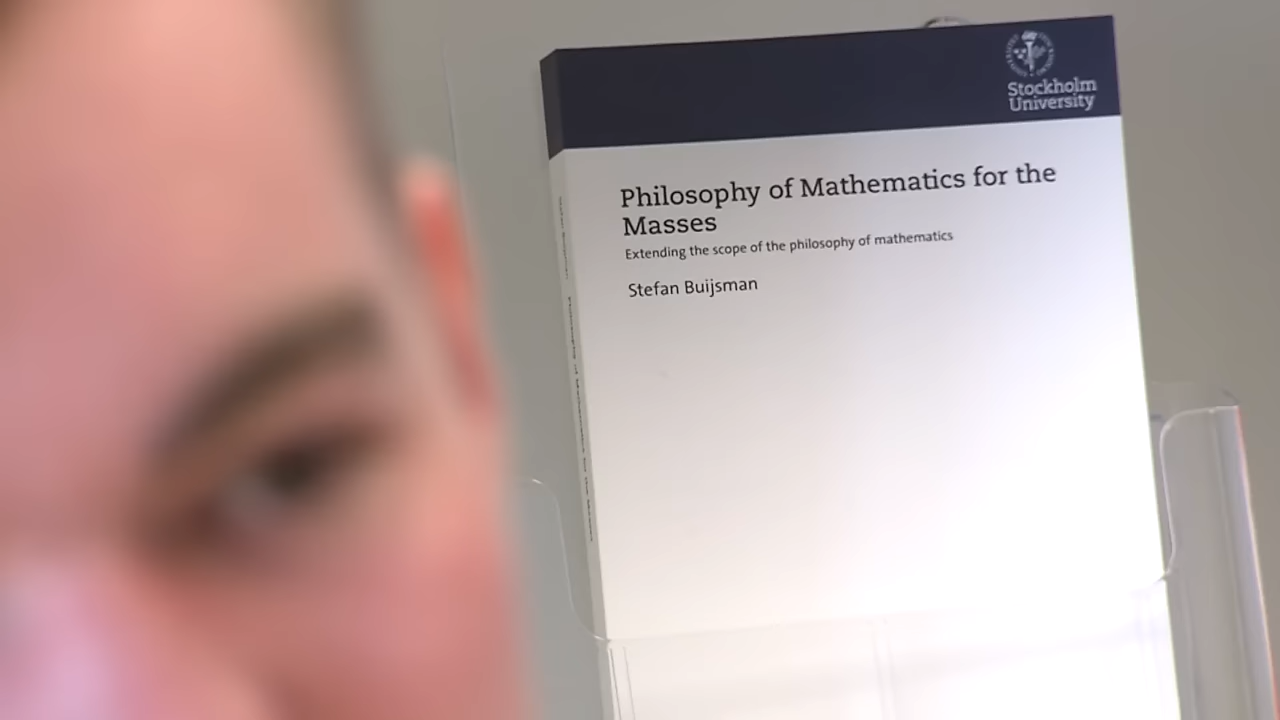 Stockholm
University
Philosophy of Mathematics for the
Masses
Extending the scope of the philosophy of mathematics
Stefan Buijsman